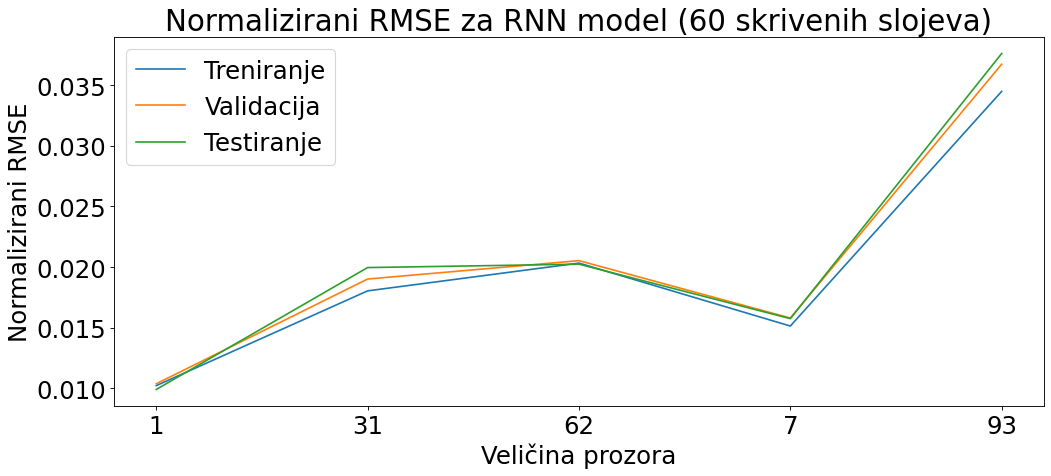 Normalizirani RMSE za RNN model (60 skrivenih slojeva)
Treniranje
Validacija
Testiranje
Normalizirani RMSE
0.035
0.030
0.025
0.020
0.015
0.010
1 31 62 7 93
Veličina prozora